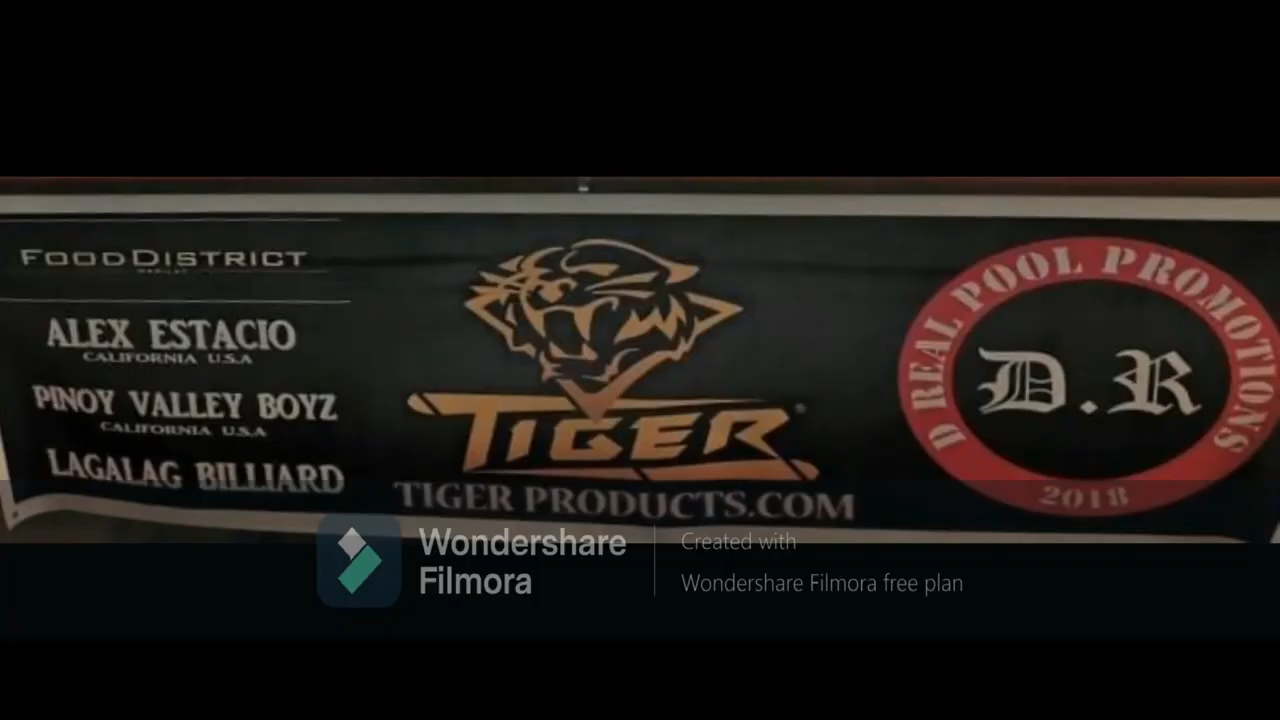 FOODDISTRICT
ALEX ESTACIO
CALIFORNIA U.S.A
PINOY VALLEY BOYZ
CALIFORNIA U.S.A
LAGALAG BILLIARD
TIGER®
TIGER PRODUCTS.COM
D REAL POOL PROMOTIONS
D.R
2018
Wondershare
Filmora
Created with
Wondershare Filmora free plan